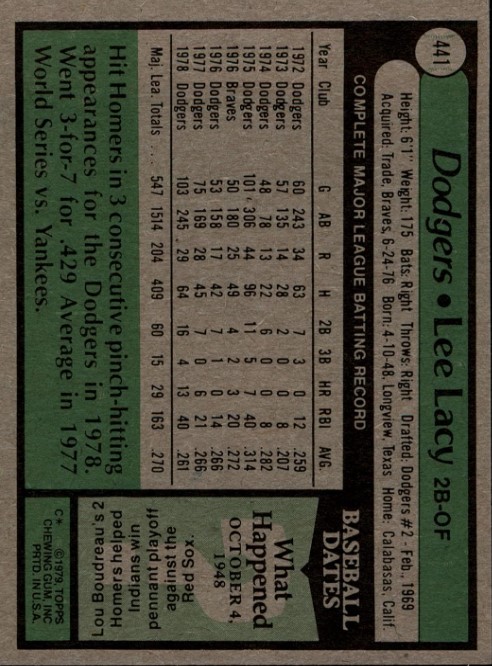 441
Dodgers • Lee Lacy 2B-OF
Height: 6'1" Weight: 175 Bats: Right Throws: Right Drafted: Dodgers #2 - Feb., 1969
Acquired: Trade, Braves, 6-24-76 Born: 4-10-48, Longview, Texas Home: Calabasas, Calif.
COMPLETE MAJOR LEAGUE BATTING RECORD
Year Club G AB R H 2B 3B HR RBI AVG.
1972 Dodgers 60 243 34 63 7 3 0 12 .259
1973 Dodgers 57 135 14 28 2 0 0 8 .207
1974 Dodgers 48 78 13 22 6 0 0 8 .282
1975 Dodgers 101 306 44 96 11 5 7 40 .314
1976 Braves 50 180 25 49 4 2 3 20 .272
1976 Dodgers 53 158 17 42 7 1 0 14 .266
1977 Dodgers 75 169 28 45 7 0 6 21 .266
1978 Dodgers 103 245 29 64 16 4 13 40 .261
Maj. Lea. Totals . . . 547 1514 204 409 60 15 29 163 .270
Hit Homers in 3 consecutive pinch-hitting
appearances for the Dodgers in 1978.
Went 3-for-7 for .429 Average in 1977
World Series vs. Yankees.
BASEBALL
DATES
What
Happened
OCTOBER 4,
1948
Lou Boudreau's 2
Homers helped
Indians win
pennant playoff
against the
Red Sox.
C* ©1979, TOPPS
CHEWING GUM, INC
PRTD. IN U.S.A.